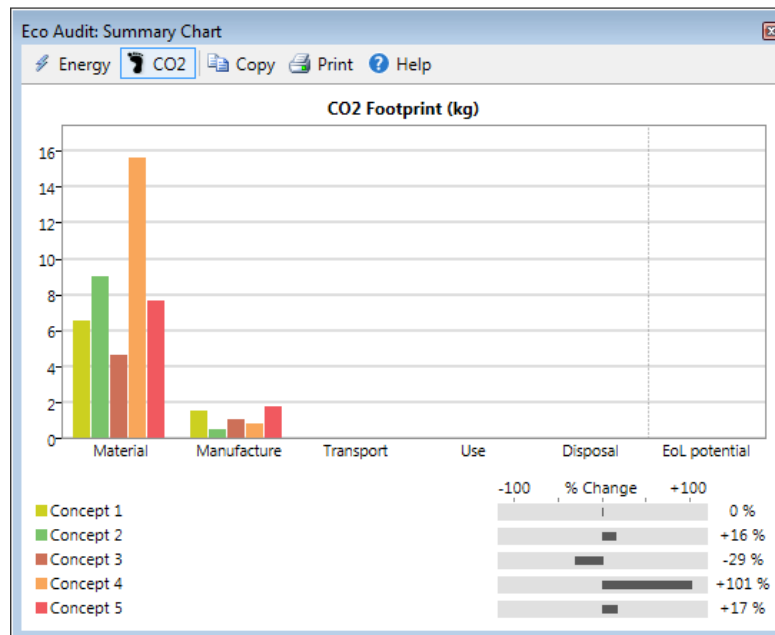 Eco Audit: Summary Chart
Energy CO2 Copy Print Help
CO2 Footprint (kg)
16
14
12
10
8
6
4
2
0
Material Manufacture Transport Use Disposal EoL potential
-100 % Change +100
Concept 1 0 %
Concept 2 +16 %
Concept 3 -29 %
Concept 4 +101 %
Concept 5 +17 %